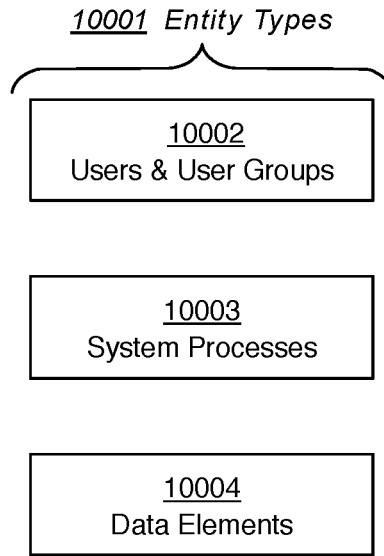 10001 Entity Types
10002
Users & User Groups
10003
System Processes
10004
Data Elements